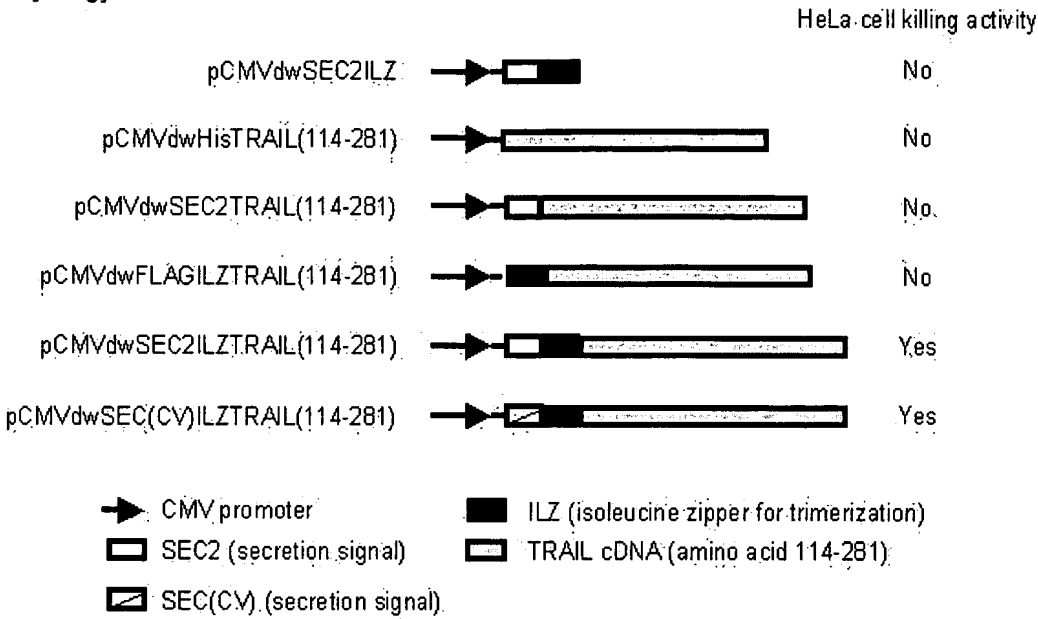 HeLa cell killing activity
pCMVdwSEC2ILZ No
pCMVdwHisTRAIL(114-281) No
pCMVdwSEC2TRAIL(114-281) No
pCMVdwFLAGILZTRAIL(114-281) No
pCMVdwSEC2ILZTRAIL(114-281) Yes
pCMVdwSEC(CV)ILZTRAIL(114-281) Yes
CMV promoter ILZ (isoleucine zipper for trimerization)
SEC2 (secretion signal) TRAIL cDNA (amino acid 114-281)
SEC(CV) (secretion signal)